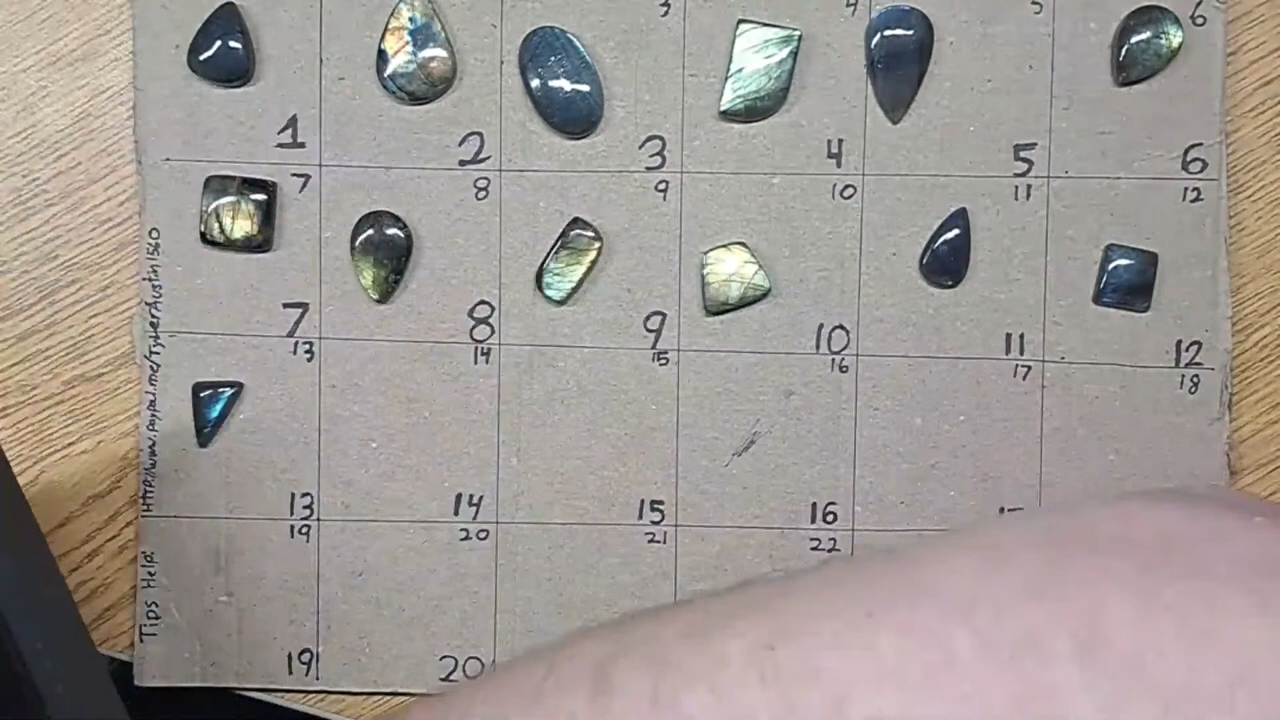 3 4 5 6
1 2 3 4 5 6
7 8 9 10 11 12
7 8 9 10 11 12
13 14 15 16 17 18
13 14 15 16
19 20 21 22
19 20
Tips Help: Http://www.paypal.me/TylerAustin1560